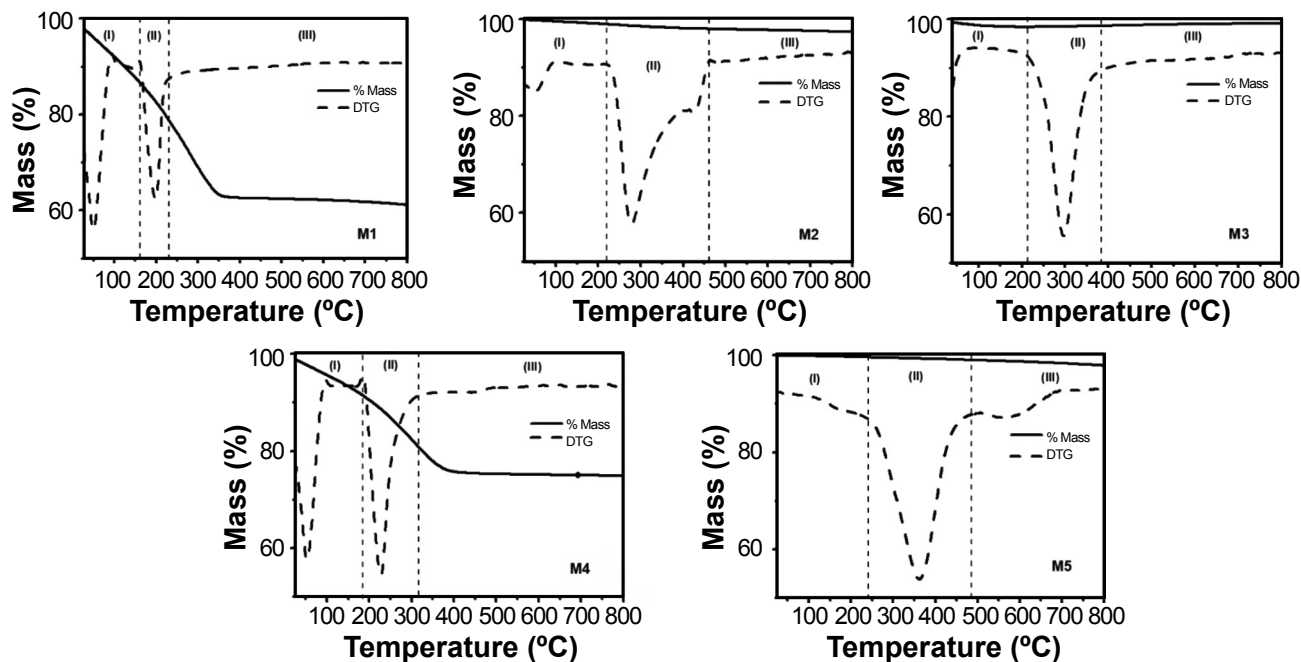 100
80
60
Mass (%)
(I)
(II)
(III)
% Mass
DTG
M1
100 200 300 400 500 600 700 800
Temperature (ºC)
100
80
60
Mass (%)
(I)
(II)
(III)
% Mass
DTG
M2
100 200 300 400 500 600 700 800
Temperature (ºC)
100
80
60
Mass (%)
(I)
(II)
(III)
% Mass
DTG
M3
100 200 300 400 500 600 700 800
Temperature (ºC)
100
80
60
Mass (%)
(I)
(II)
(III)
% Mass
DTG
M4
100 200 300 400 500 600 700 800
Temperature (ºC)
100
80
60
Mass (%)
(I)
(II)
(III)
% Mass
DTG
M5
100 200 300 400 500 600 700 800
Temperature (ºC)